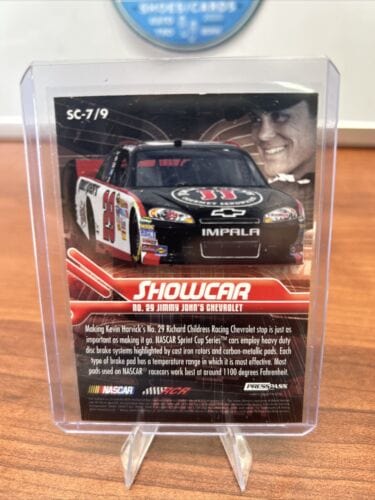 SHOES/CARDS
SC-7/9
IMPALA
SHOWCAR
NO. 29 JIMMY JOHN'S CHEVROLET
Making Kevin Harvick's No. 29 Richard Childress Racing Chevrolet stop is just as
important as making it go. NASCAR Sprint Cup Series™ cars employ heavy duty
disc brake systems highlighted by cast iron rotors and carbon-metallic pads. Each
type of brake pad has a temperature range in which it is most effective. Most
pads used on NASCAR® racecars work best at around 1100 degrees Fahrenheit.
NASCAR RCR PRESS PASS